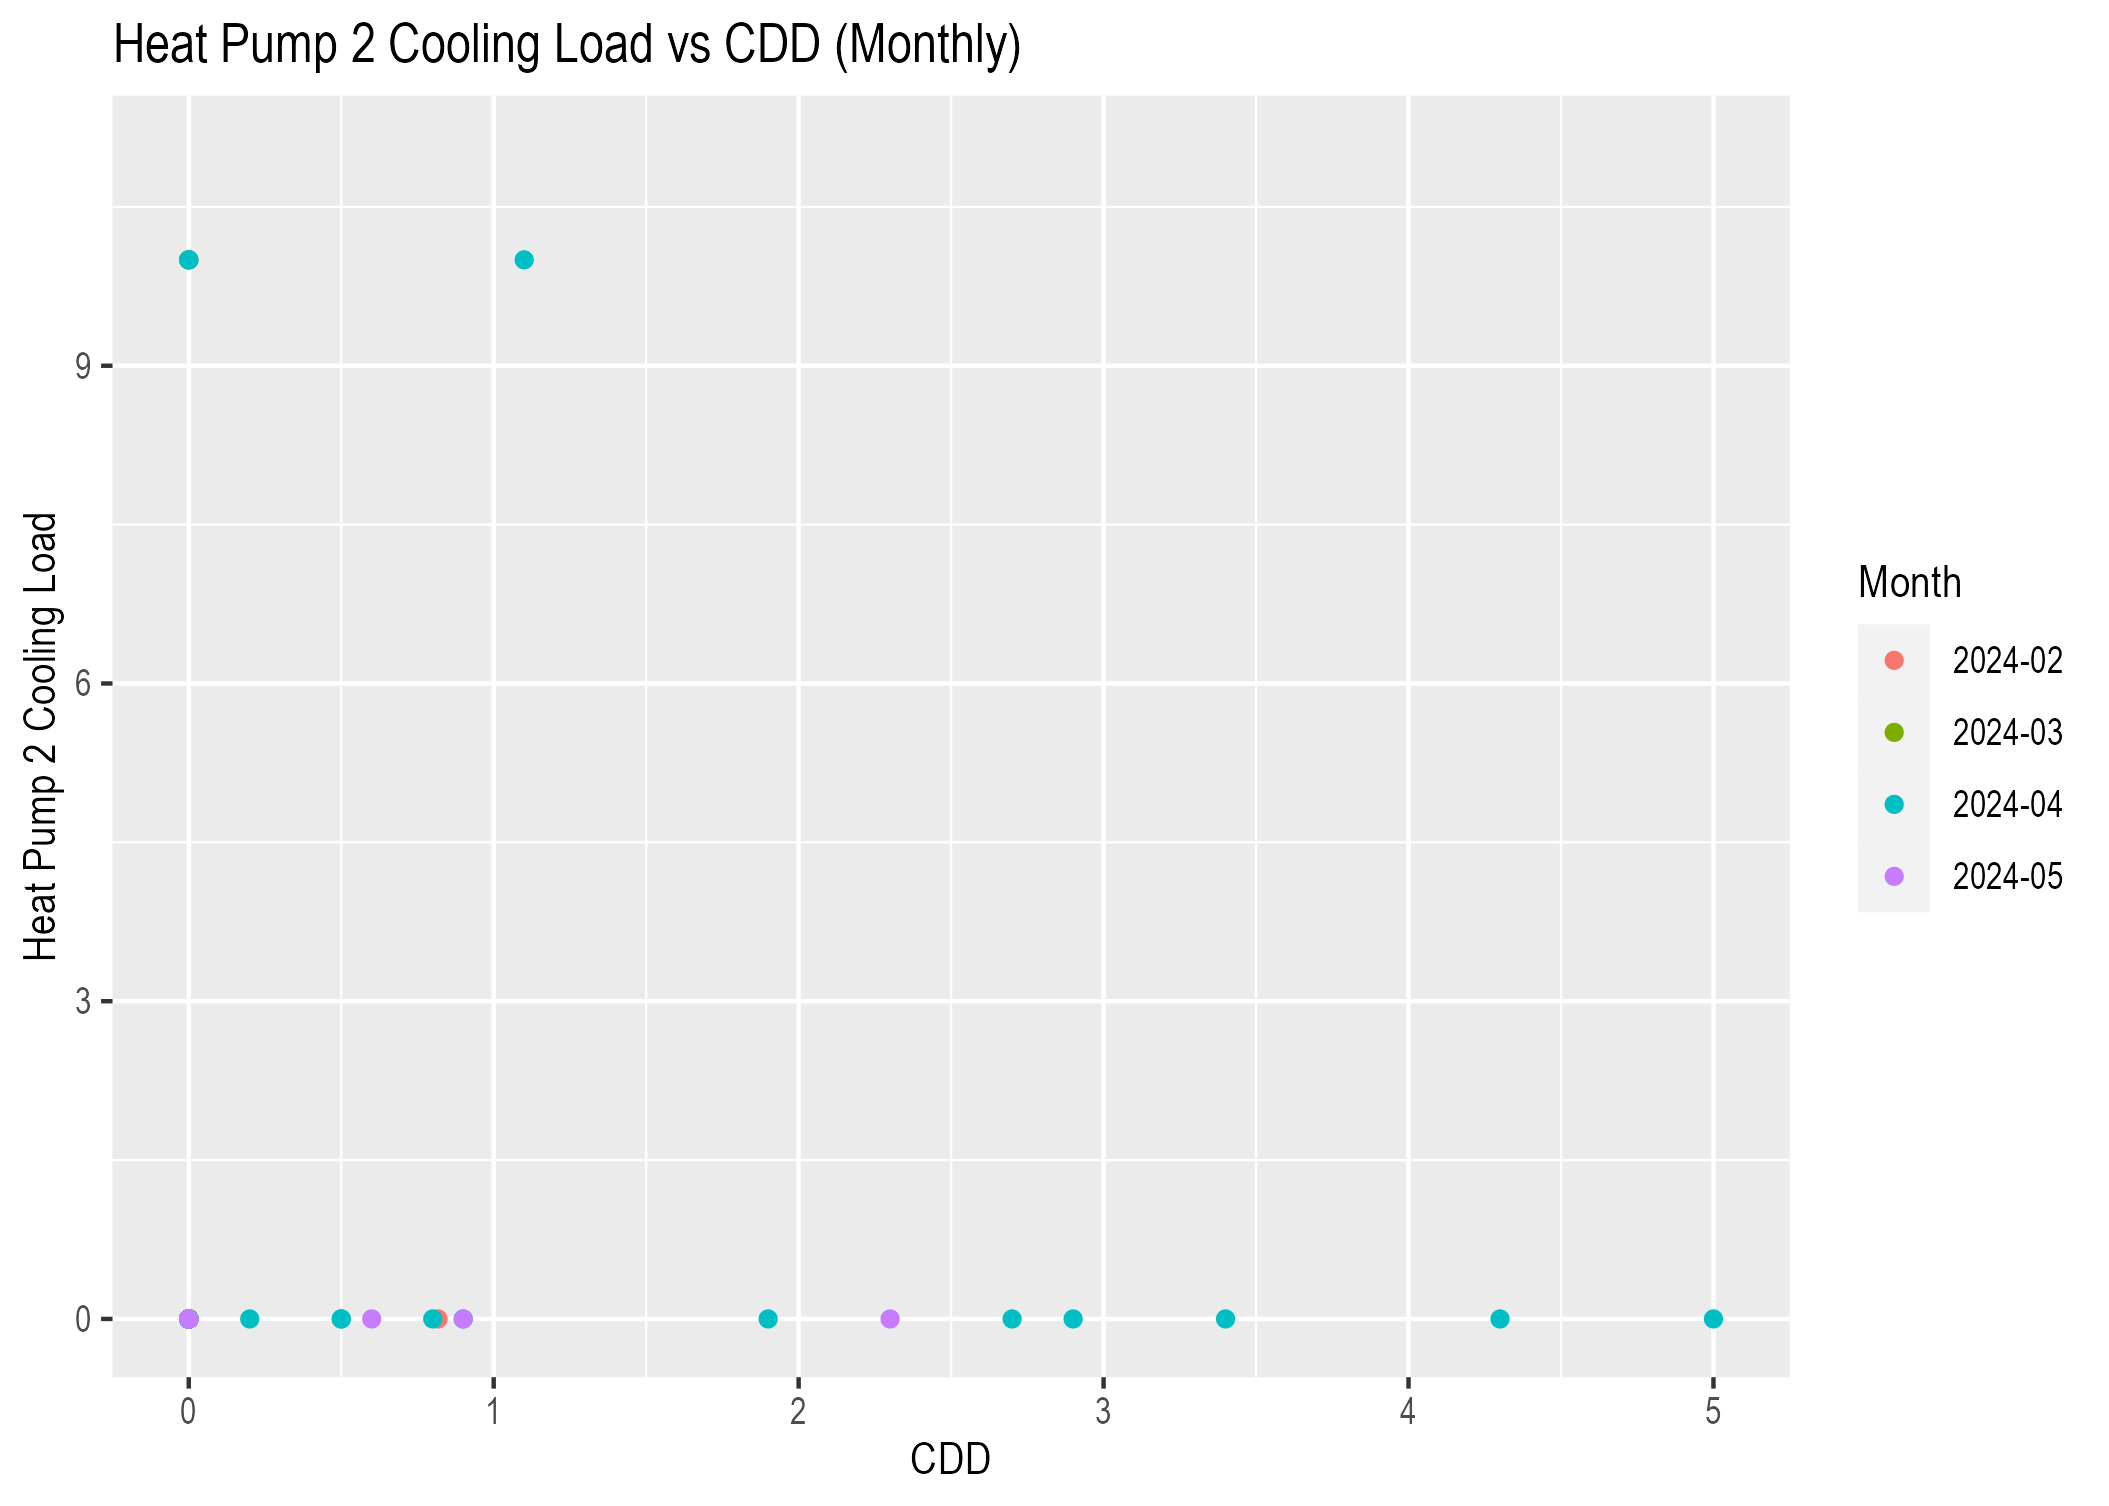 Heat Pump 2 Cooling Load vs CDD (Monthly)
Heat Pump 2 Cooling Load
9
6
3
0
0 1 2 3 4 5
CDD
Month
2024-02
2024-03
2024-04
2024-05